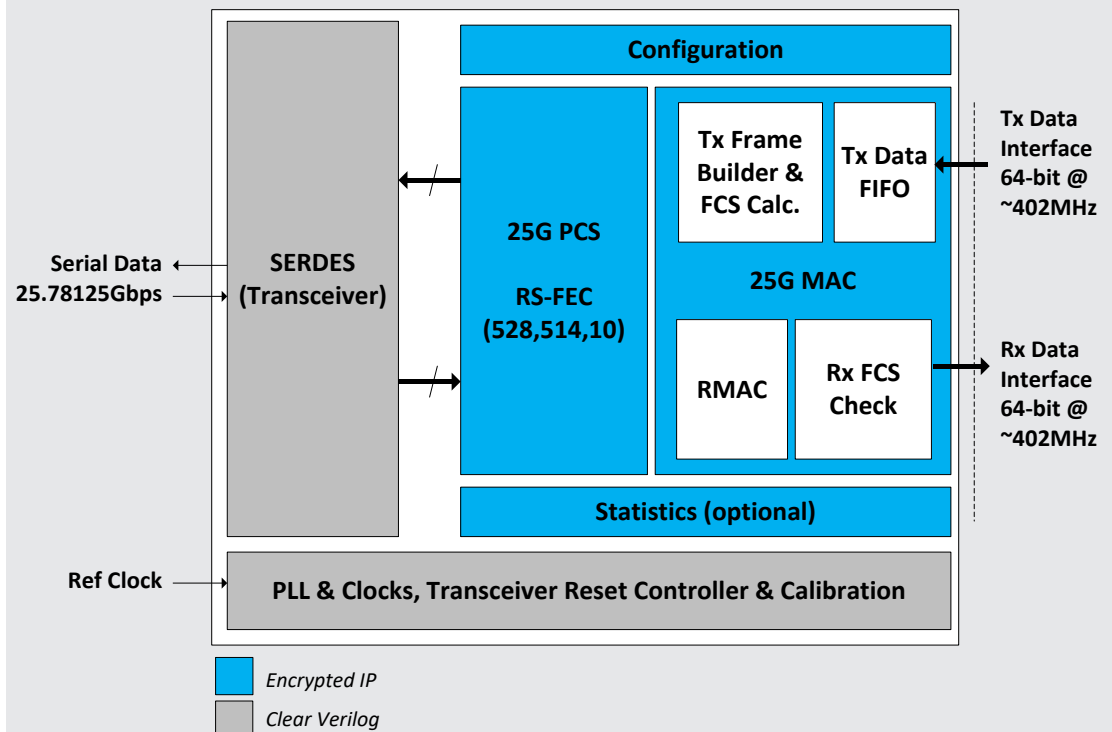 Configuration
SERDES
(Transceiver)
25G PCS
RS-FEC
(528,514,10)
Tx Frame
Builder &
FCS Calc.
Tx Data
FIFO
25G MAC
RMAC
Rx FCS
Check
Tx Data
Interface
64-bit @
~402MHz
Serial Data
25.78125Gbps
Rx Data
Interface
64-bit @
~402MHz
Statistics (optional)
Ref Clock
PLL & Clocks, Transceiver Reset Controller & Calibration
Encrypted IP
Clear Verilog